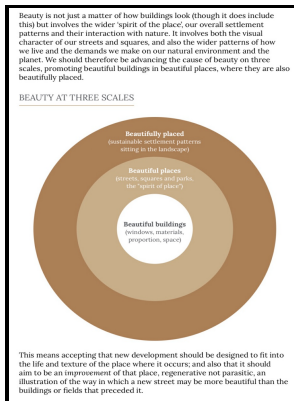 Beauty is not just a matter of how buildings look (though it does include
this) but involves the wider ‘spirit of the place’, our overall settlement
patterns and their interaction with nature. It involves both the visual
character of our streets and squares, and also the wider patterns of how
we live and the demands we make on our natural environment and the
planet. We should therefore be advancing the cause of beauty on three
scales, promoting beautiful buildings in beautiful places, where they are also
beautifully placed.
BEAUTY AT THREE SCALES
Beautifully placed
(sustainable settlement patterns
sitting in the landscape)
Beautiful places
(streets, squares and parks,
the "spirit of place")
Beautiful buildings
(windows, materials,
proportion, space)
This means accepting that new development should be designed to fit into
the life and texture of the place where it occurs; and also that it should
aim to be an improvement of that place, regenerative not parasitic, an
illustration of the way in which a new street may be more beautiful than the
buildings or fields that preceded it.